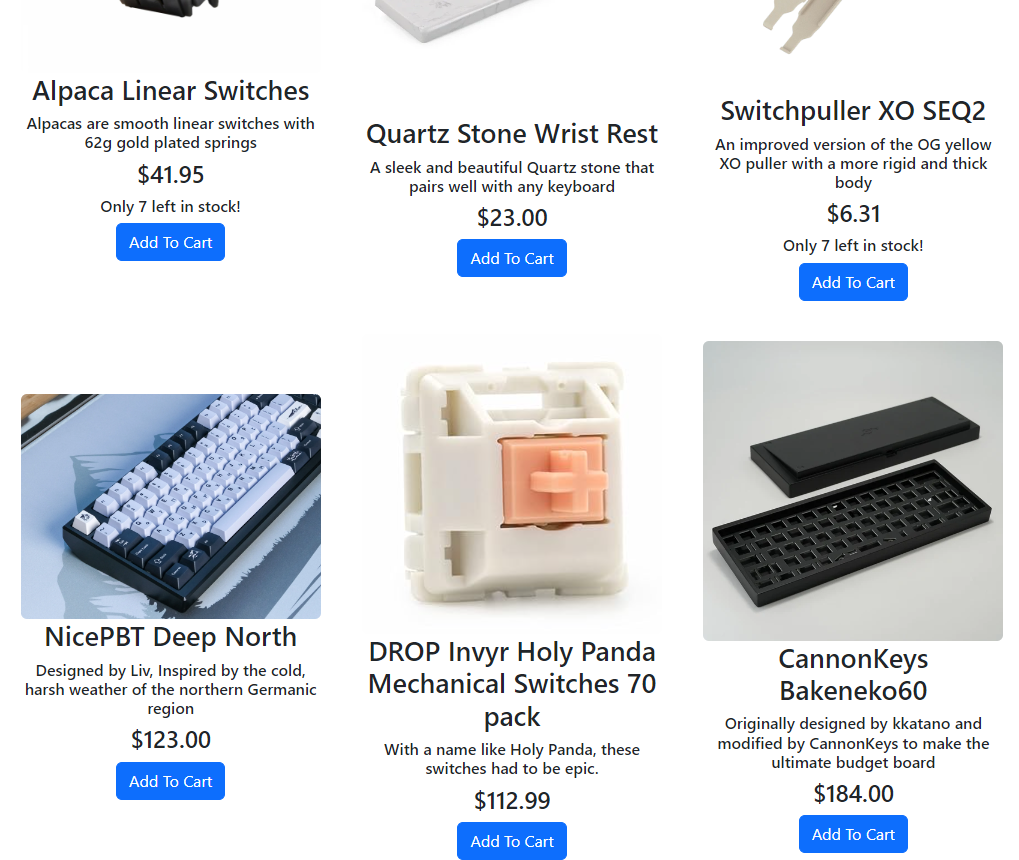 Alpaca Linear Switches
Alpacas are smooth linear switches with
62g gold plated springs
$41.95
Only 7 left in stock!
Add To Cart
Quartz Stone Wrist Rest
A sleek and beautiful Quartz stone that
pairs well with any keyboard
$23.00
Add To Cart
Switchpuller XO SEQ2
An improved version of the OG yellow
XO puller with a more rigid and thick
body
$6.31
Only 7 left in stock!
Add To Cart
NicePBT Deep North
Designed by Liv, Inspired by the cold,
harsh weather of the northern Germanic
region
$123.00
Add To Cart
DROP Invyr Holy Panda
Mechanical Switches 70
pack
With a name like Holy Panda, these
switches had to be epic.
$112.99
Add To Cart
CannonKeys
Bakeneko60
Originally designed by kkatano and
modified by CannonKeys to make the
ultimate budget board
$184.00
Add To Cart